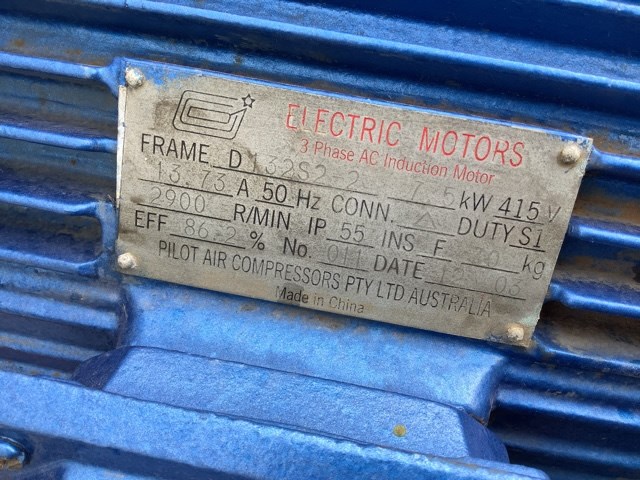 ELECTRIC MOTORS
3 Phase AC Induction Motor
FRAME D132S2-2 7.5 kW 415 V
13.73 A 50 Hz CONN. △ DUTY S1
2900 R/MIN IP 55 INS F kg
EFF 86.2 % No. 011 DATE 03
PILOT AIR COMPRESSORS PTY LTD AUSTRALIA
Made in China